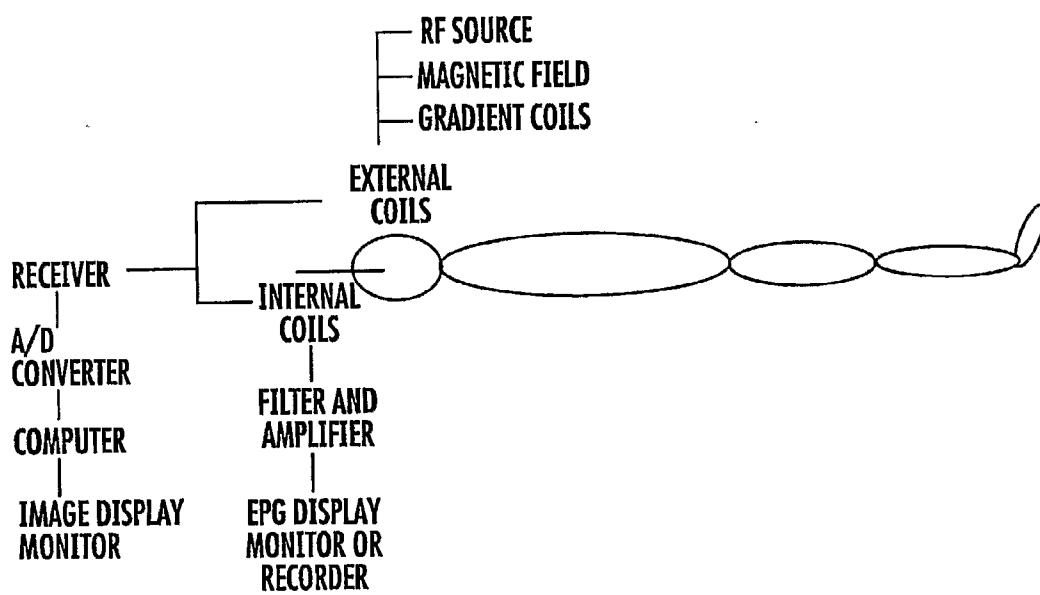 RF SOURCE
MAGNETIC FIELD
GRADIENT COILS
EXTERNAL
COILS
RECEIVER
INTERNAL
COILS
A/D
CONVERTER
FILTER AND
AMPLIFIER
COMPUTER
IMAGE DISPLAY
MONITOR
EPG DISPLAY
MONITOR OR
RECORDER